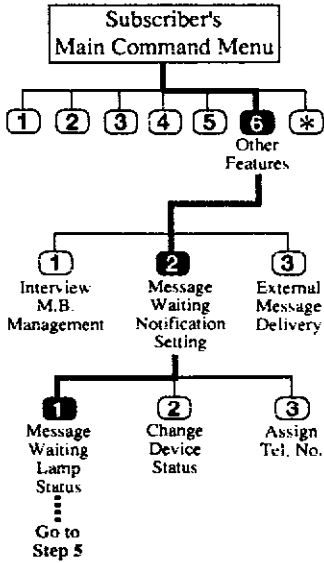 Subscriber's
Main Command Menu
1 2 3 4 5 6 *
Other
Features
1 2 3
Interview
M.B.
Management
Message
Waiting
Notification
Setting
External
Message
Delivery
1 2 3
Message
Waiting
Lamp
Status
Change
Device
Status
Assign
Tel. No.
Go to
Step 5